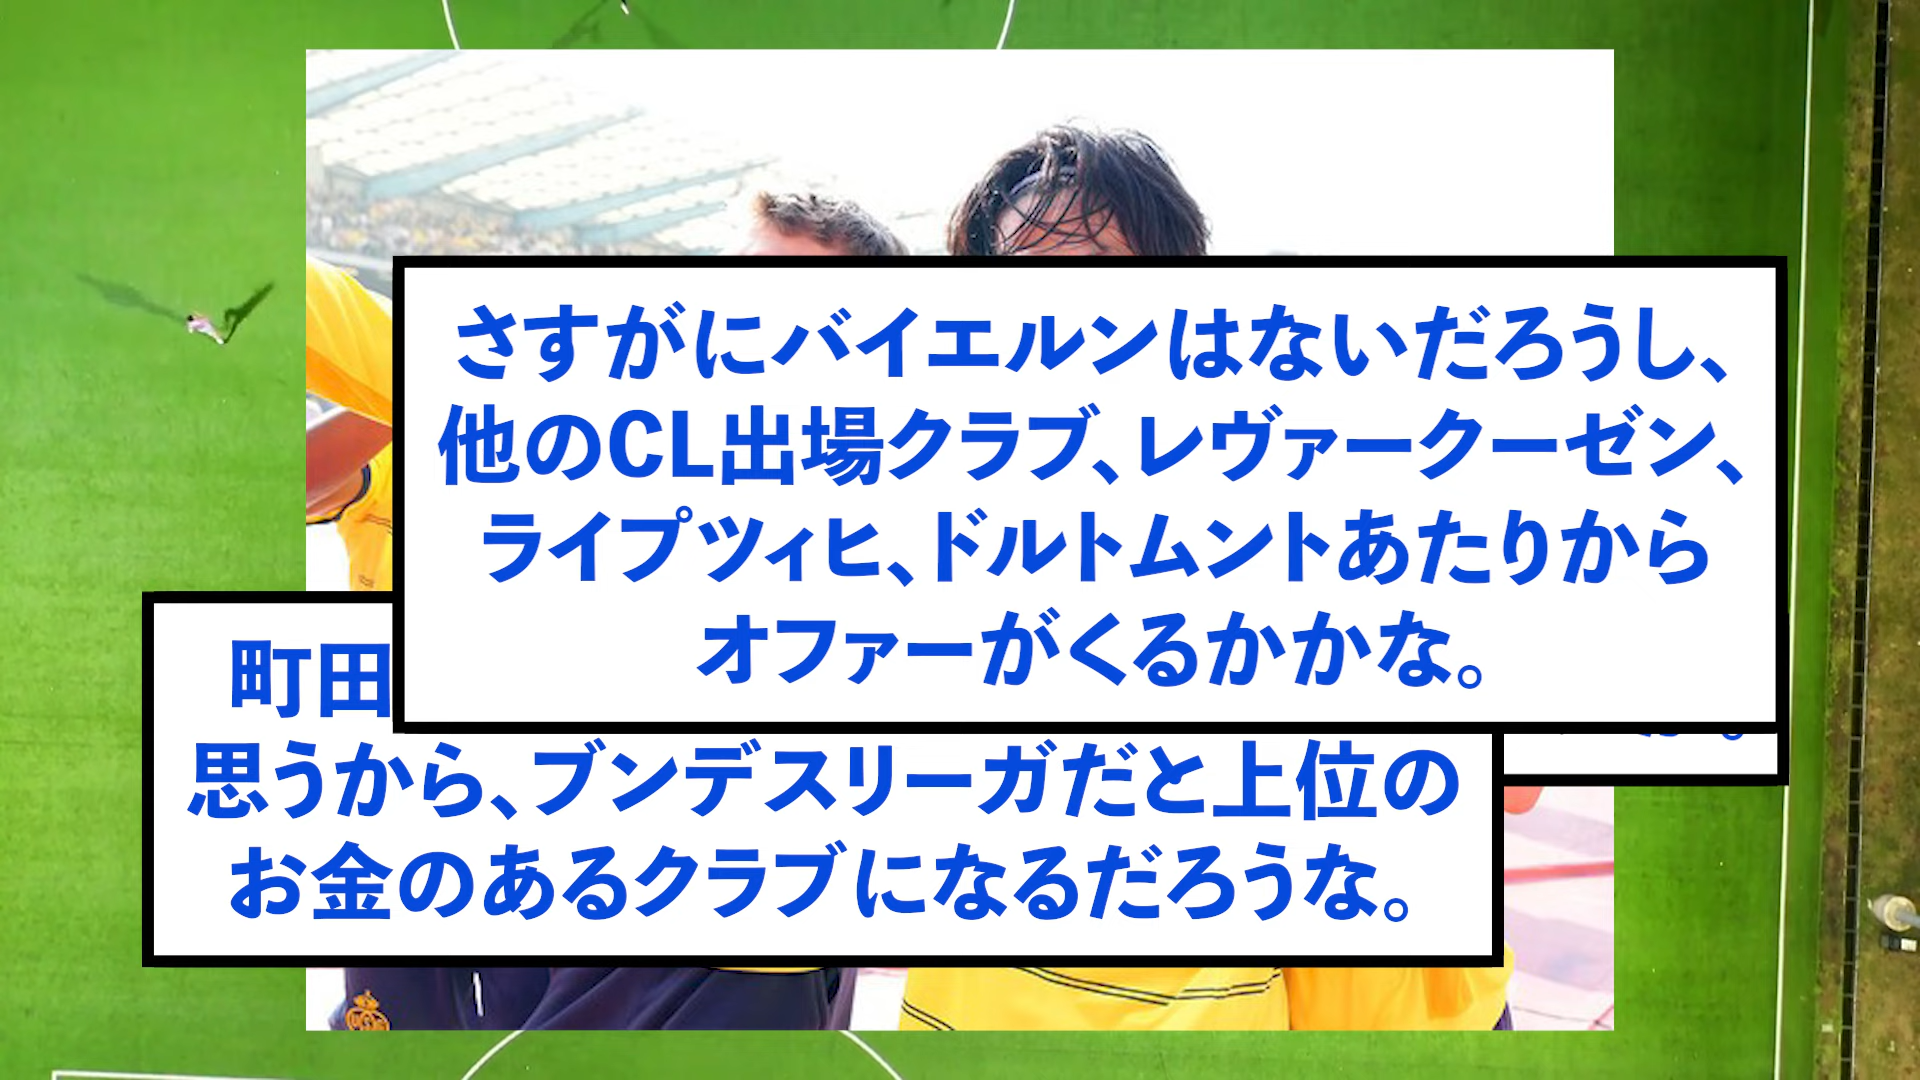 さすがにバイエルンはないだろうし、
他のCL出場クラブ、レヴァークーゼン、
ライプツィヒ、ドルトムントあたりから
オファーがくるかかな。
町田
思うから、ブンデスリーガだと上位の
お金のあるクラブになるだろうな。